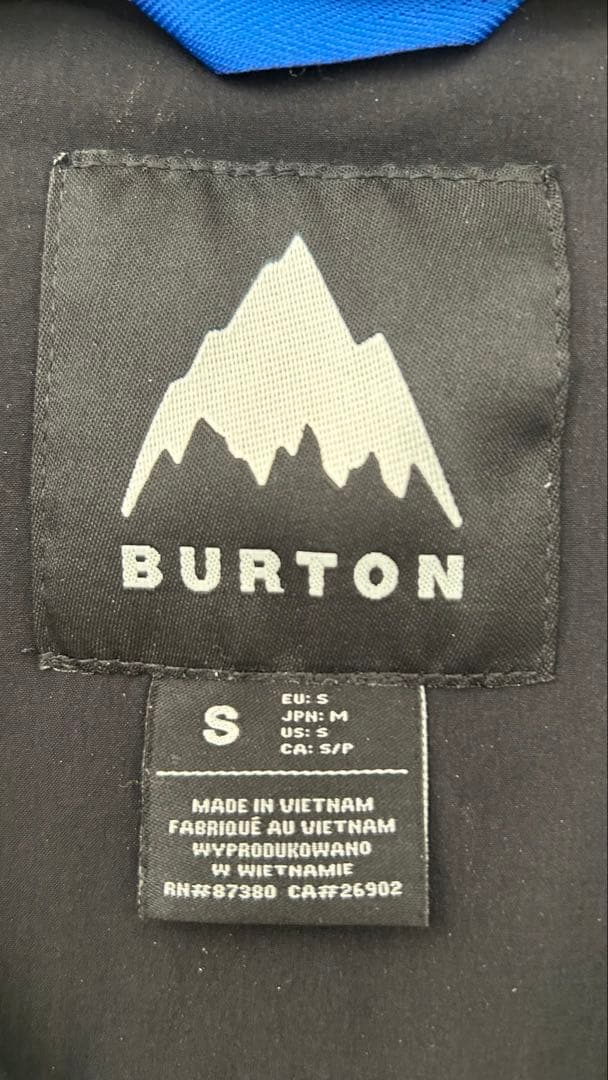 BURTON
S
EU: S
JPN: M
US: S
CA: S/P
MADE IN VIETNAM
FABRIQUÉ AU VIETNAM
WYPRODUKOWANO
W WIETNAMIE
RN#87380 CA#26902